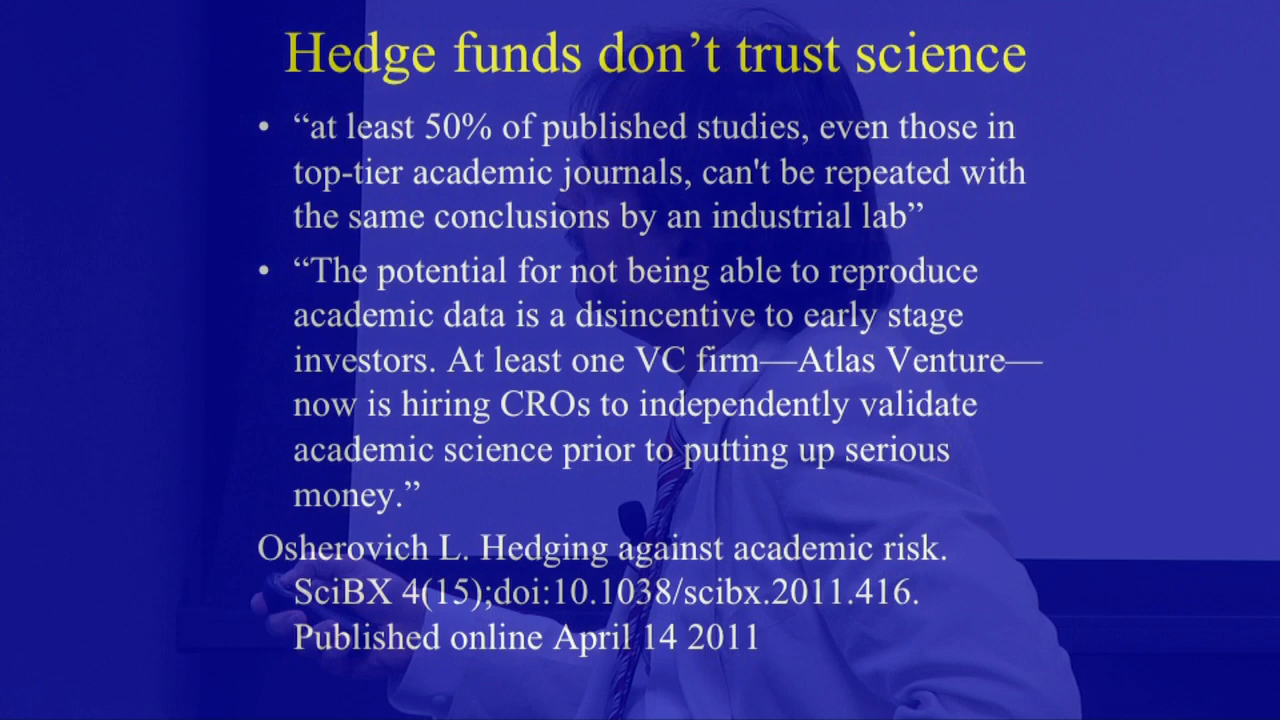 Hedge funds don’t trust science
• “at least 50% of published studies, even those in
top-tier academic journals, can't be repeated with
the same conclusions by an industrial lab”
• “The potential for not being able to reproduce
academic data is a disincentive to early stage
investors. At least one VC firm—Atlas Venture—
now is hiring CROs to independently validate
academic science prior to putting up serious
money.”
Osherovich L. Hedging against academic risk.
SciBX 4(15);doi:10.1038/scibx.2011.416.
Published online April 14 2011